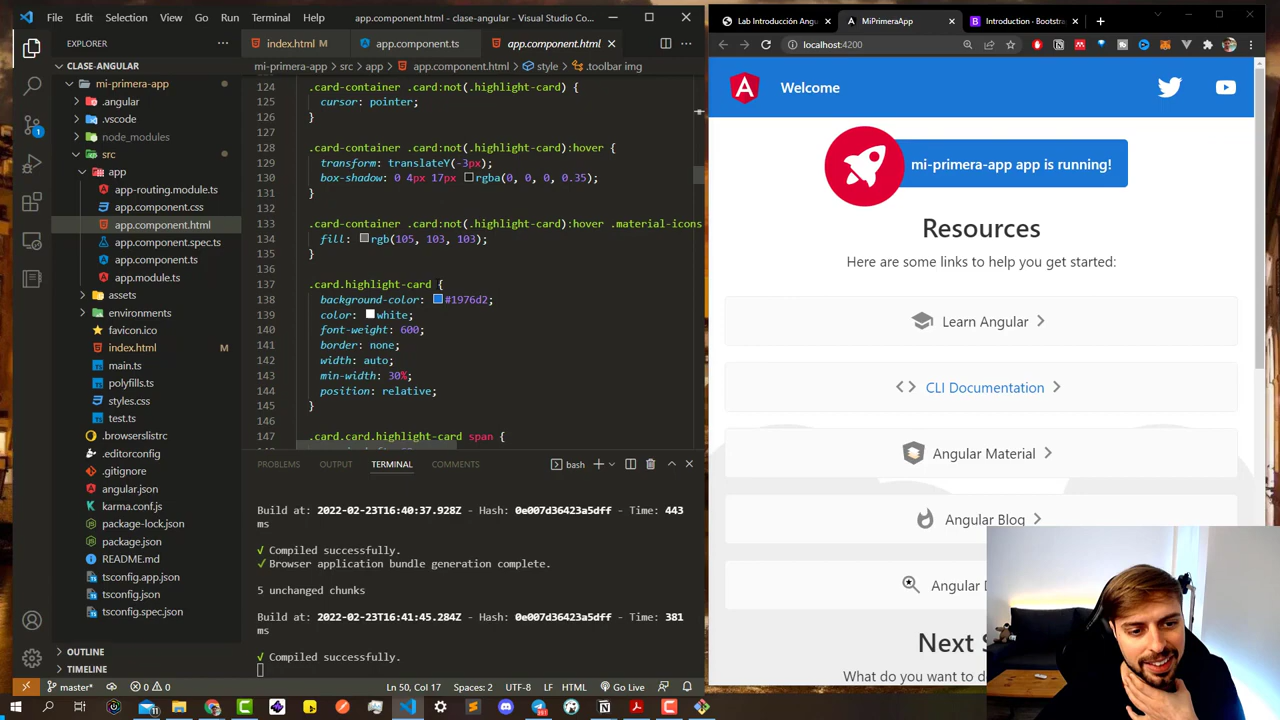 File Edit Selection View Go Run Terminal Help
app.component.html - clase-angular - Visual Studio Co...
EXPLORER
CLASE-ANGULAR
mi-primera-app
.angular
.vscode
node_modules
src
app
app-routing.module.ts
app.component.css
app.component.html
app.component.spec.ts
app.component.ts
app.module.ts
assets
environments
favicon.ico
index.html M
main.ts
polyfills.ts
styles.css
test.ts
.browserslistrc
.editorconfig
.gitignore
angular.json
karma.conf.js
package-lock.json
package.json
README.md
tsconfig.app.json
tsconfig.json
tsconfig.spec.json
OUTLINE
TIMELINE
index.html M
app.component.ts
app.component.html
mi-primera-app > src > app > app.component.html > style > .toolbar img
124 .card-container .card:not(.highlight-card) {
125 cursor: pointer;
126 }
127
128 .card-container .card:not(.highlight-card):hover {
129 transform: translateY(-3px);
130 box-shadow: 0 4px 17px rgba(0, 0, 0, 0.35);
131 }
132
133 .card-container .card:not(.highlight-card):hover .material-icons
134 fill: rgb(105, 103, 103);
135 }
136
137 .card.highlight-card {
138 background-color: #1976d2;
139 color: white;
140 font-weight: 600;
141 border: none;
142 width: auto;
143 min-width: 30%;
144 position: relative;
145 }
146
147 .card.card.highlight-card span {
PROBLEMS OUTPUT TERMINAL COMMENTS
bash
Build at: 2022-02-23T16:40:37.928Z - Hash: 0e007d36423a5dff - Time: 443
ms
√ Compiled successfully.
√ Browser application bundle generation complete.
5 unchanged chunks
Build at: 2022-02-23T16:41:45.284Z - Hash: 0e007d36423a5dff - Time: 381
ms
√ Compiled successfully.
master* 0 0
Ln 50, Col 17 Spaces: 2 UTF-8 LF HTML Go Live
Lab Introducción Angu
MiPrimeraApp
Introduction · Bootstra
localhost:4200
Welcome
mi-primera-app app is running!
Resources
Here are some links to help you get started:
Learn Angular
CLI Documentation
Angular Material
Angular Blog
Angular D
Next S
What do you want to d